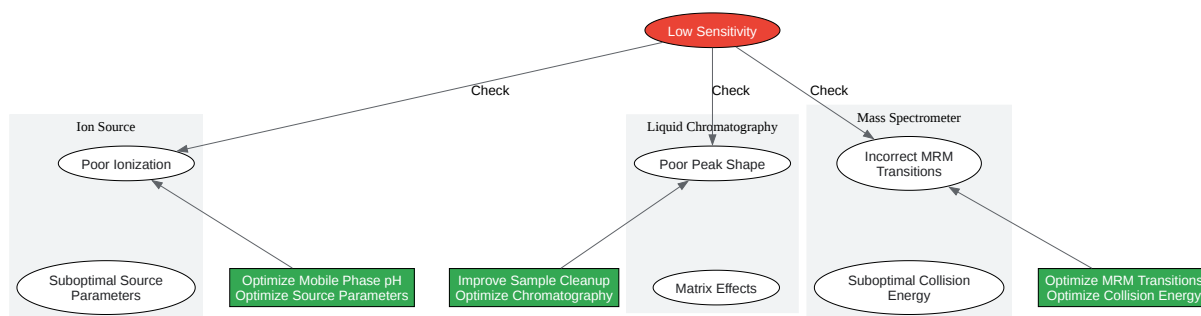 Low Sensitivity
Check
Check
Check
Ion Source
Liquid Chromatography
Mass Spectrometer
Poor Ionization
Poor Peak Shape
Incorrect MRM
Transitions
Suboptimal Source
Parameters
Optimize Mobile Phase pH
Optimize Source Parameters
Improve Sample Cleanup
Optimize Chromatography
Matrix Effects
Suboptimal Collision
Energy
Optimize MRM Transitions
Optimize Collision Energy